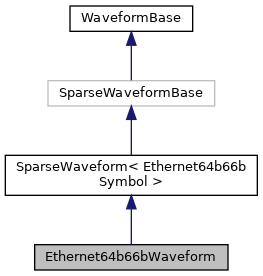 WaveformBase
SparseWaveformBase
SparseWaveform< Ethernet64b66b
Symbol >
Ethernet64b66bWaveform